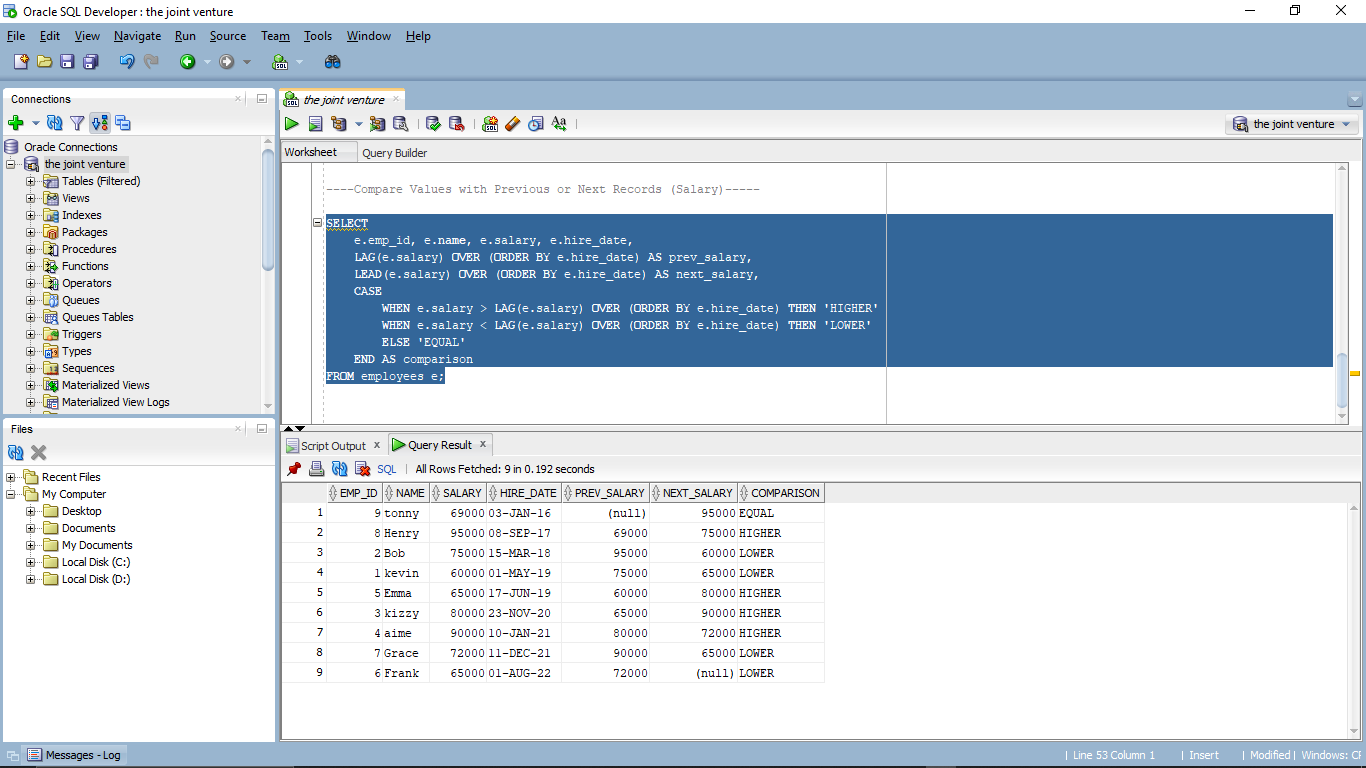 Oracle SQL Developer : the joint venture
File Edit View Navigate Run Source Team Tools Window Help
Connections
Oracle Connections
the joint venture
Tables (Filtered)
Views
Indexes
Packages
Procedures
Functions
Operators
Queues
Queues Tables
Triggers
Types
Sequences
Materialized Views
Materialized View Logs
Files
Recent Files
My Computer
Desktop
Documents
My Documents
Local Disk (C:)
Local Disk (D:)
the joint venture
the joint venture
Worksheet Query Builder
----Compare Values with Previous or Next Records (Salary)-----
SELECT
e.emp_id, e.name, e.salary, e.hire_date,
LAG(e.salary) OVER (ORDER BY e.hire_date) AS prev_salary,
LEAD(e.salary) OVER (ORDER BY e.hire_date) AS next_salary,
CASE
WHEN e.salary > LAG(e.salary) OVER (ORDER BY e.hire_date) THEN 'HIGHER'
WHEN e.salary < LAG(e.salary) OVER (ORDER BY e.hire_date) THEN 'LOWER'
ELSE 'EQUAL'
END AS comparison
FROM employees e;
Script Output x Query Result x
SQL | All Rows Fetched: 9 in 0.192 seconds
EMP_ID NAME SALARY HIRE_DATE PREV_SALARY NEXT_SALARY COMPARISON
1 9 tonny 69000 03-JAN-16 (null) 95000 EQUAL
2 8 Henry 95000 08-SEP-17 69000 75000 HIGHER
3 2 Bob 75000 15-MAR-18 95000 60000 LOWER
4 1 kevin 60000 01-MAY-19 75000 65000 LOWER
5 5 Emma 65000 17-JUN-19 60000 80000 HIGHER
6 3 kizzy 80000 23-NOV-20 65000 90000 HIGHER
7 4 aime 90000 10-JAN-21 80000 72000 HIGHER
8 7 Grace 72000 11-DEC-21 90000 65000 LOWER
9 6 Frank 65000 01-AUG-22 72000 (null) LOWER
Messages - Log
| Line 53 Column 1 | Insert | Modified | Windows: CF